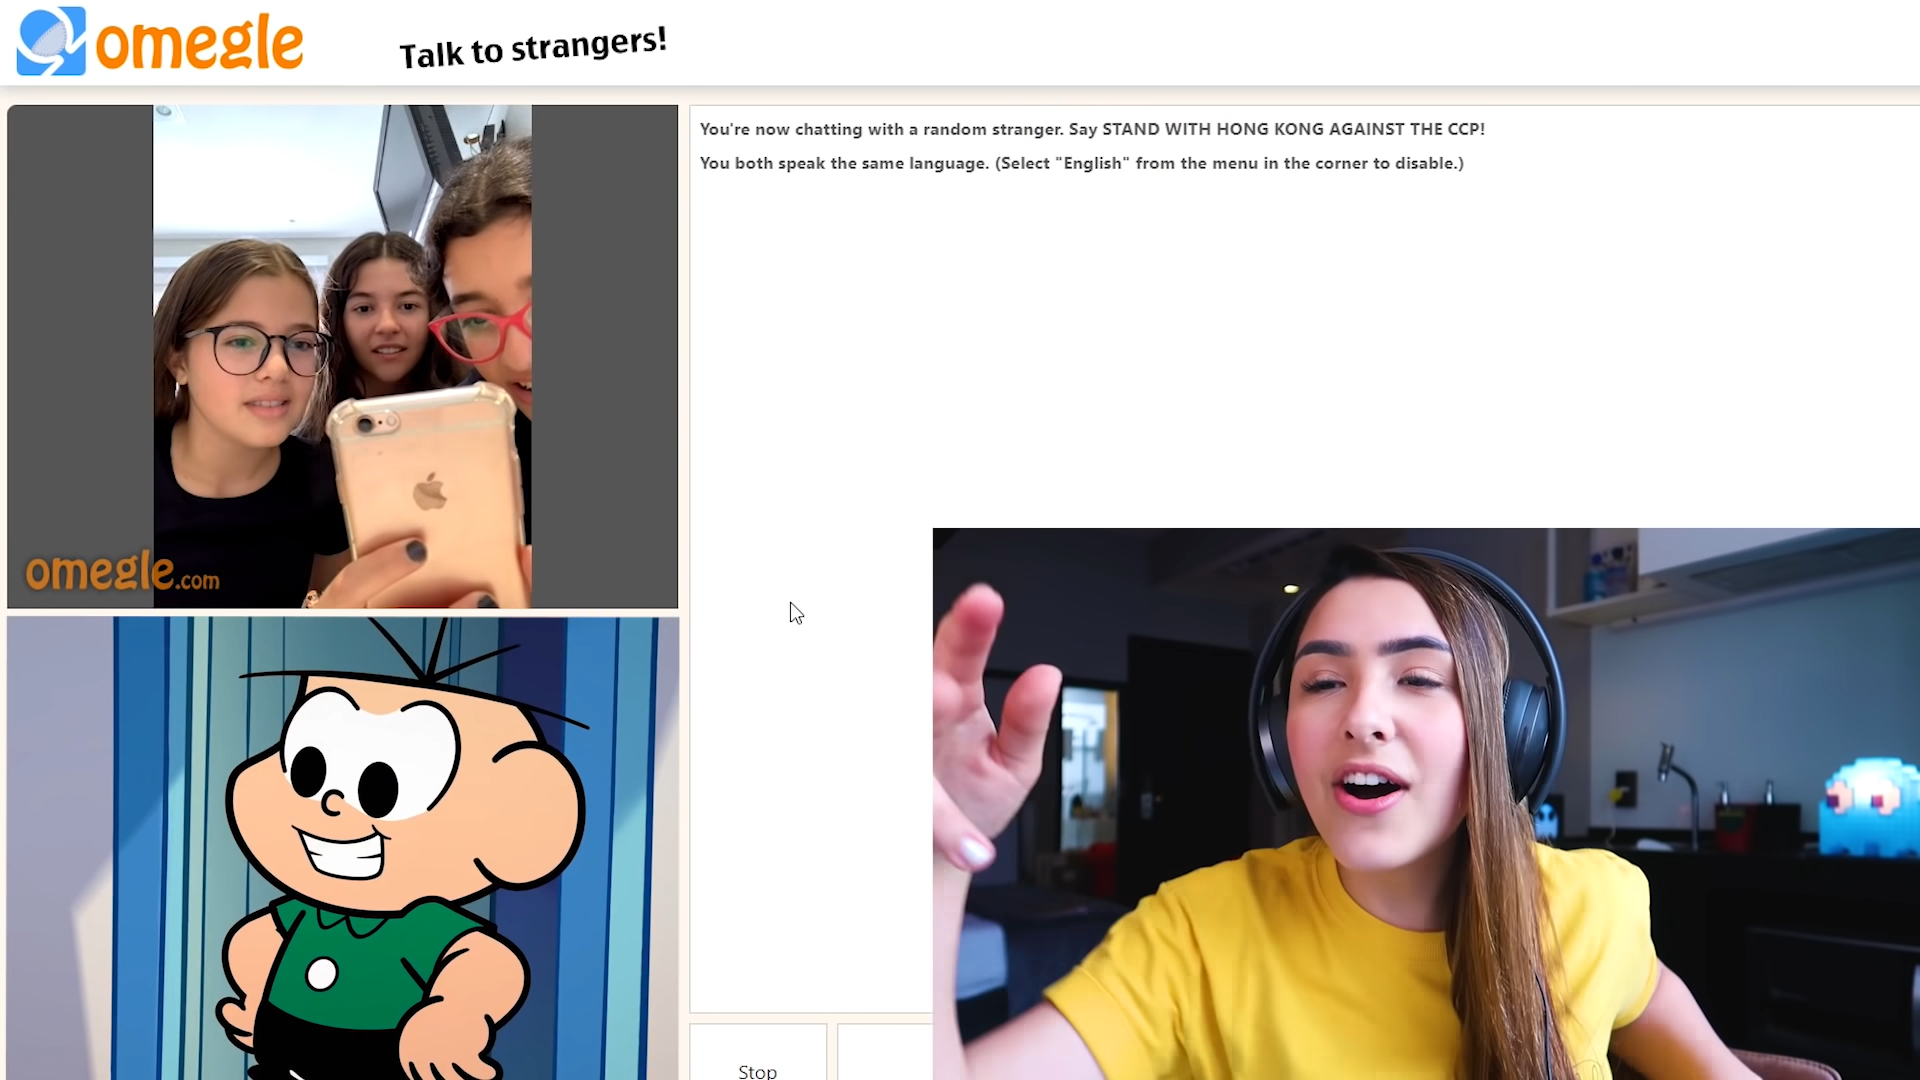 omegle
Talk to strangers!
You're now chatting with a random stranger. Say STAND WITH HONG KONG AGAINST THE CCP!
You both speak the same language. (Select "English" from the menu in the corner to disable.)
omegle.com
Stop